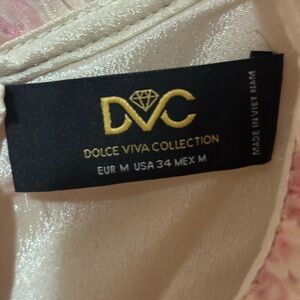 DVC
DOLCE VIVA COLLECTION
EUR M USA 34 MEX M
MADE IN VIET NAM